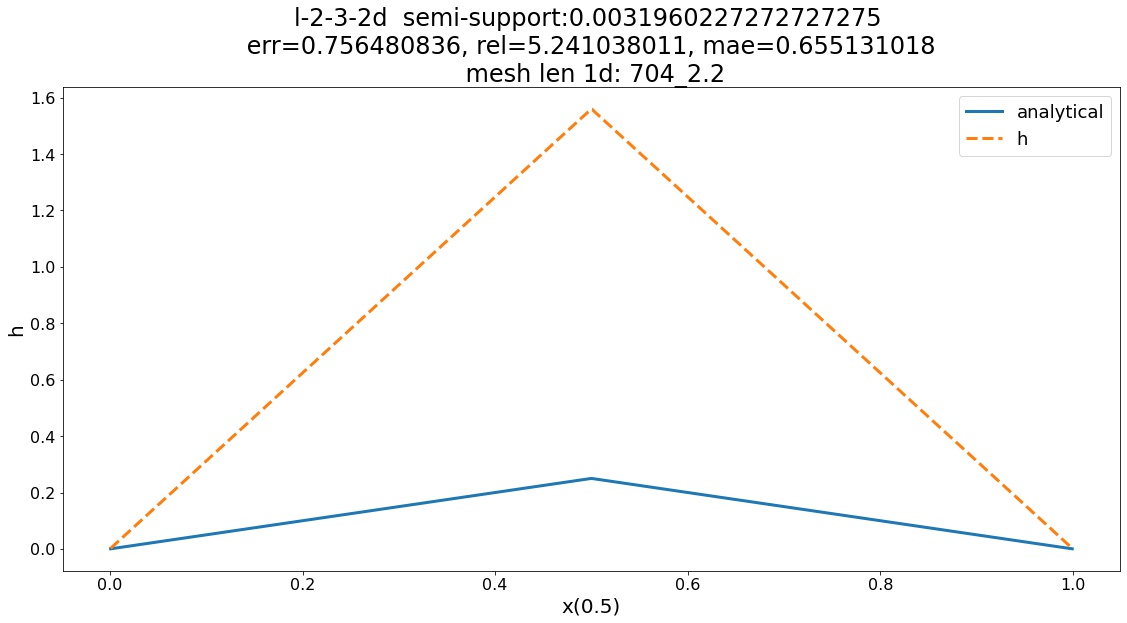 l-2-3-2d  semi-support:0.0031960227272727275
err=0.756480836, rel=5.241038011, mae=0.655131018
mesh len 1d: 704_2.2
analytical
h
1.6
1.4
1.2
1.0
0.8
0.6
0.4
0.2
0.0
h
0.0 0.2 0.4 0.6 0.8 1.0
x(0.5)